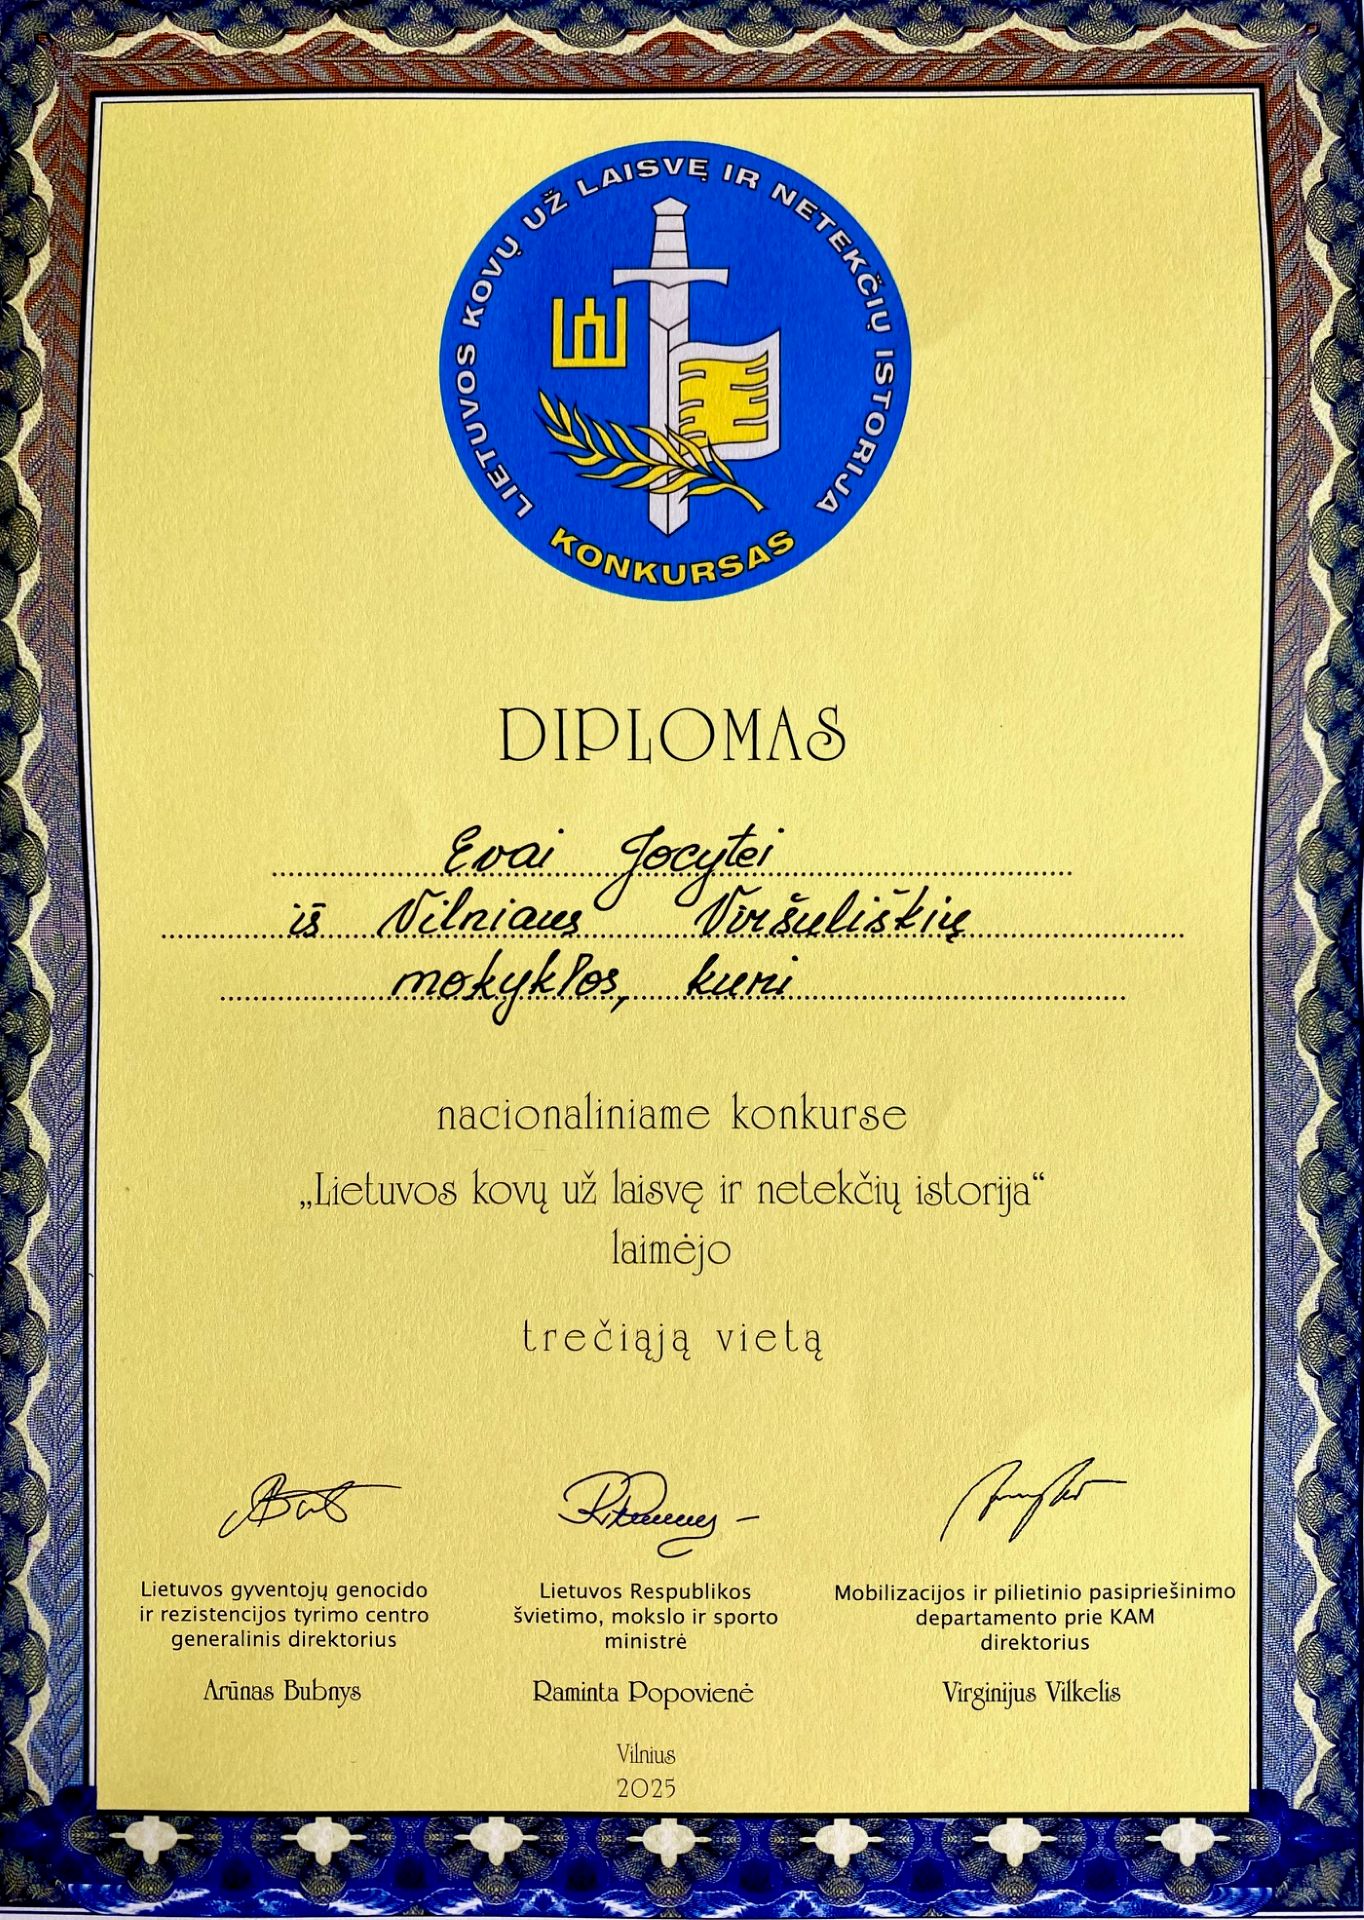 LIETUVOS KOVŲ UŽ LAISVĘ IR NETEKČIŲ ISTORIJA
KONKURSAS
DIPLOMAS
Evai Jocytei
iš Vilniaus Viršuliškių
mokyklos, kuri
nacionaliniame konkurse
„Lietuvos kovų už laisvę ir netekčių istorija“
laimėjo
trečiąją vietą
Lietuvos gyventojų genocido
ir rezistencijos tyrimo centro
generalinis direktorius
Arūnas Bubnys
Lietuvos Respublikos
švietimo, mokslo ir sporto
ministrė
Raminta Popovienė
Mobilizacijos ir pilietinio pasipriešinimo
departamento prie KAM
direktorius
Virginijus Vilkelis
Vilnius
2025